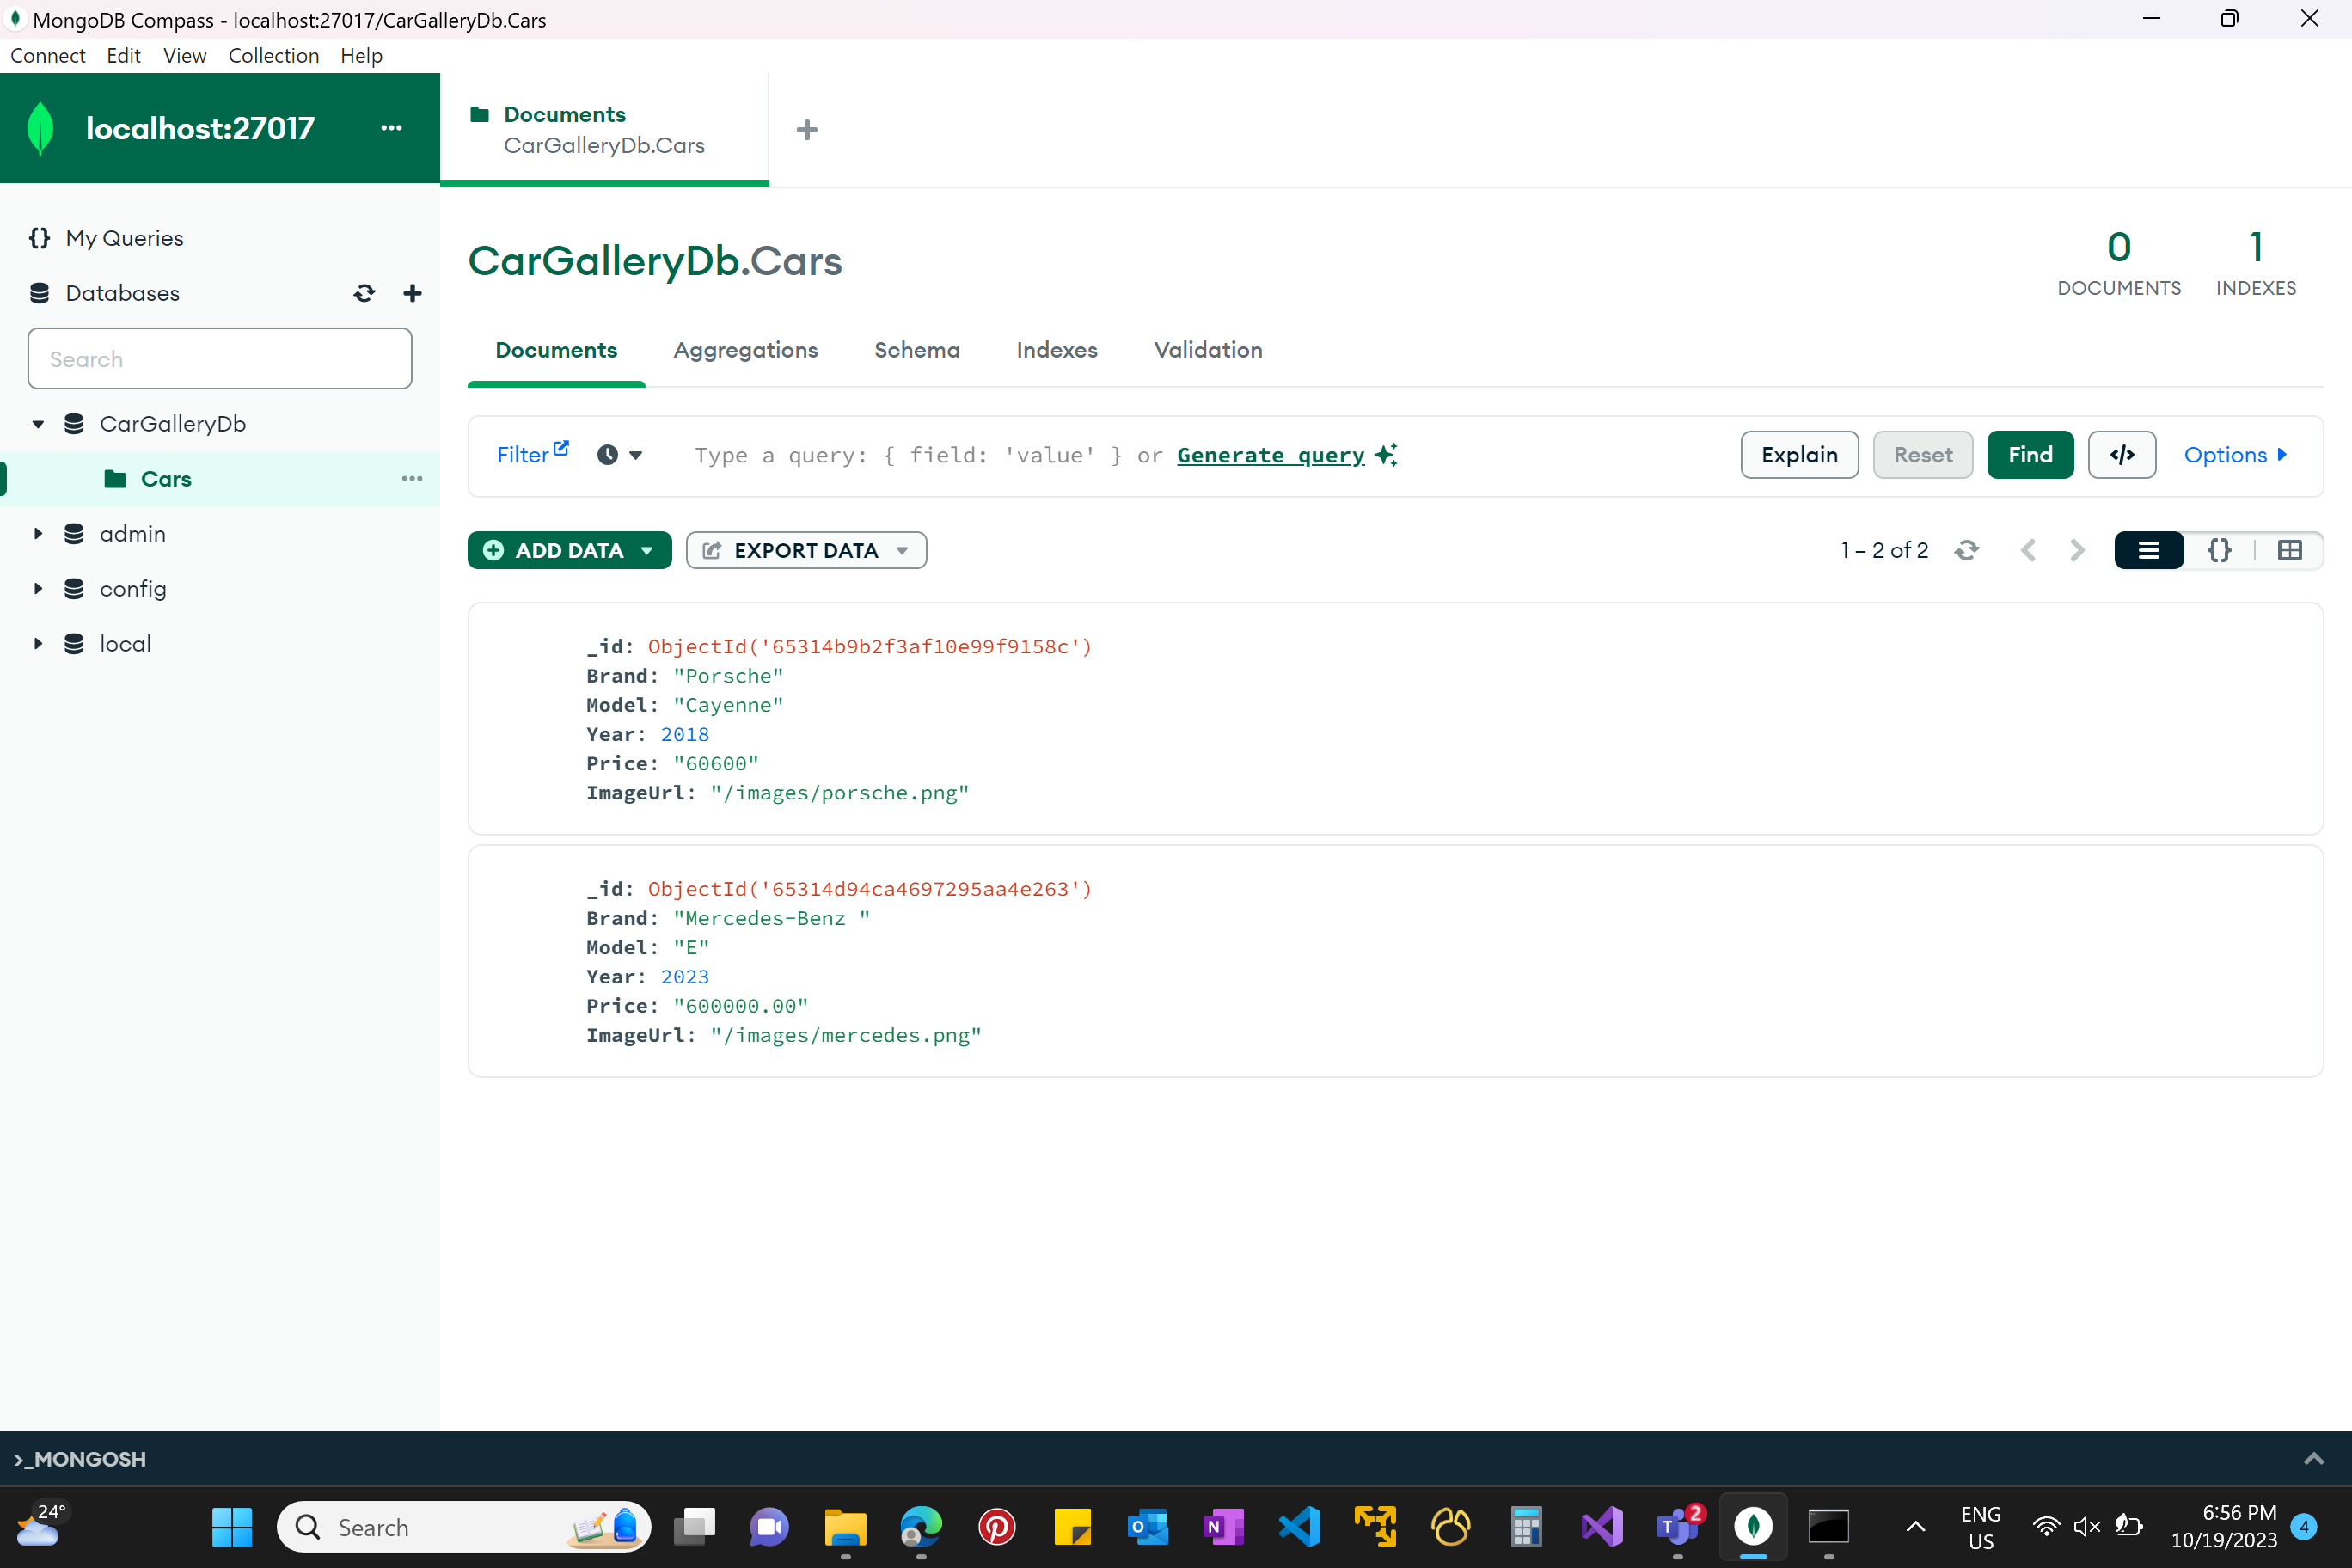 MongoDB Compass - localhost:27017/CarGalleryDb.Cars
Connect Edit View Collection Help
localhost:27017
Documents
CarGalleryDb.Cars
My Queries
Databases
Search
CarGalleryDb
Cars
admin
config
local
CarGalleryDb.Cars
0
DOCUMENTS
1
INDEXES
Documents Aggregations Schema Indexes Validation
Filter Type a query: { field: 'value' } or Generate query Explain Reset Find </> Options
ADD DATA EXPORT DATA 1 – 2 of 2 {}
_id: ObjectId('65314b9b2f3af10e99f9158c')
Brand: "Porsche"
Model: "Cayenne"
Year: 2018
Price: "60600"
ImageUrl: "/images/porsche.png"
_id: ObjectId('65314d94ca4697295aa4e263')
Brand: "Mercedes-Benz "
Model: "E"
Year: 2023
Price: "600000.00"
ImageUrl: "/images/mercedes.png"
>_MONGOSH
24°
Search
2
ENG
US
6:56 PM
10/19/2023
4